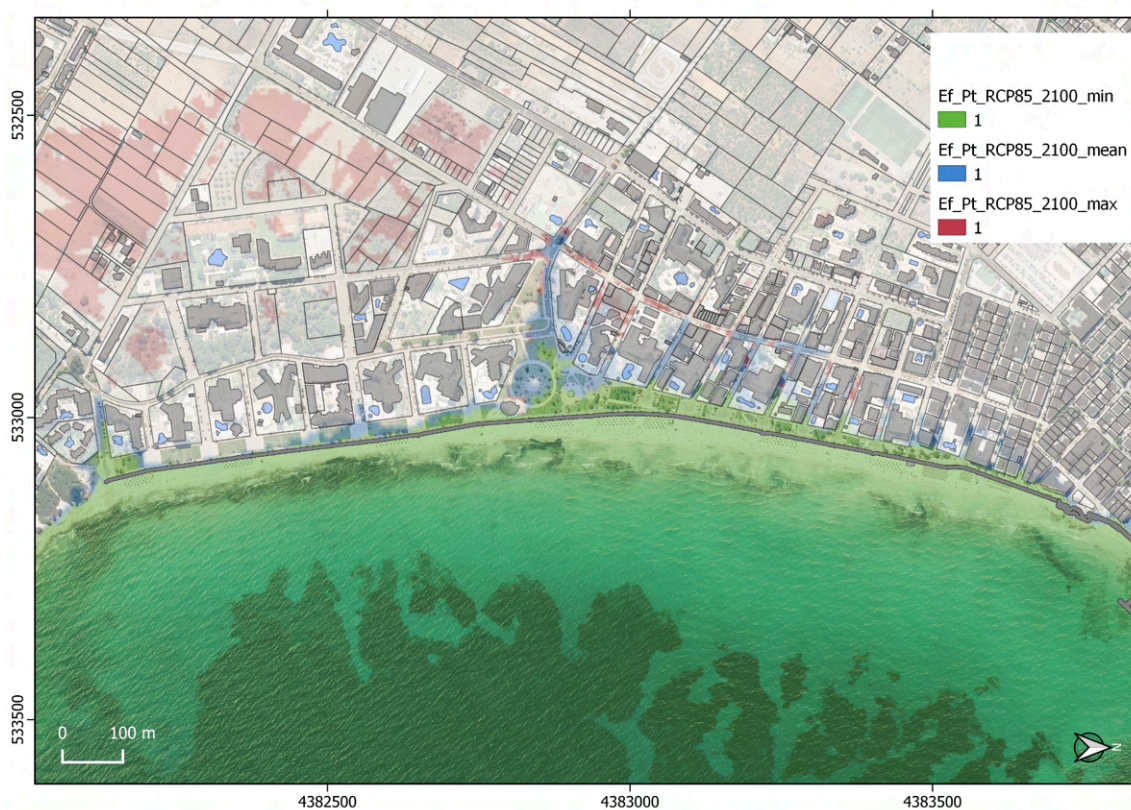 Ef_Pt_RCP85_2100_min
1
Ef_Pt_RCP85_2100_mean
1
Ef_Pt_RCP85_2100_max
1
532500
533000
533500
0 100 m
N
4382500 4383000 4383500